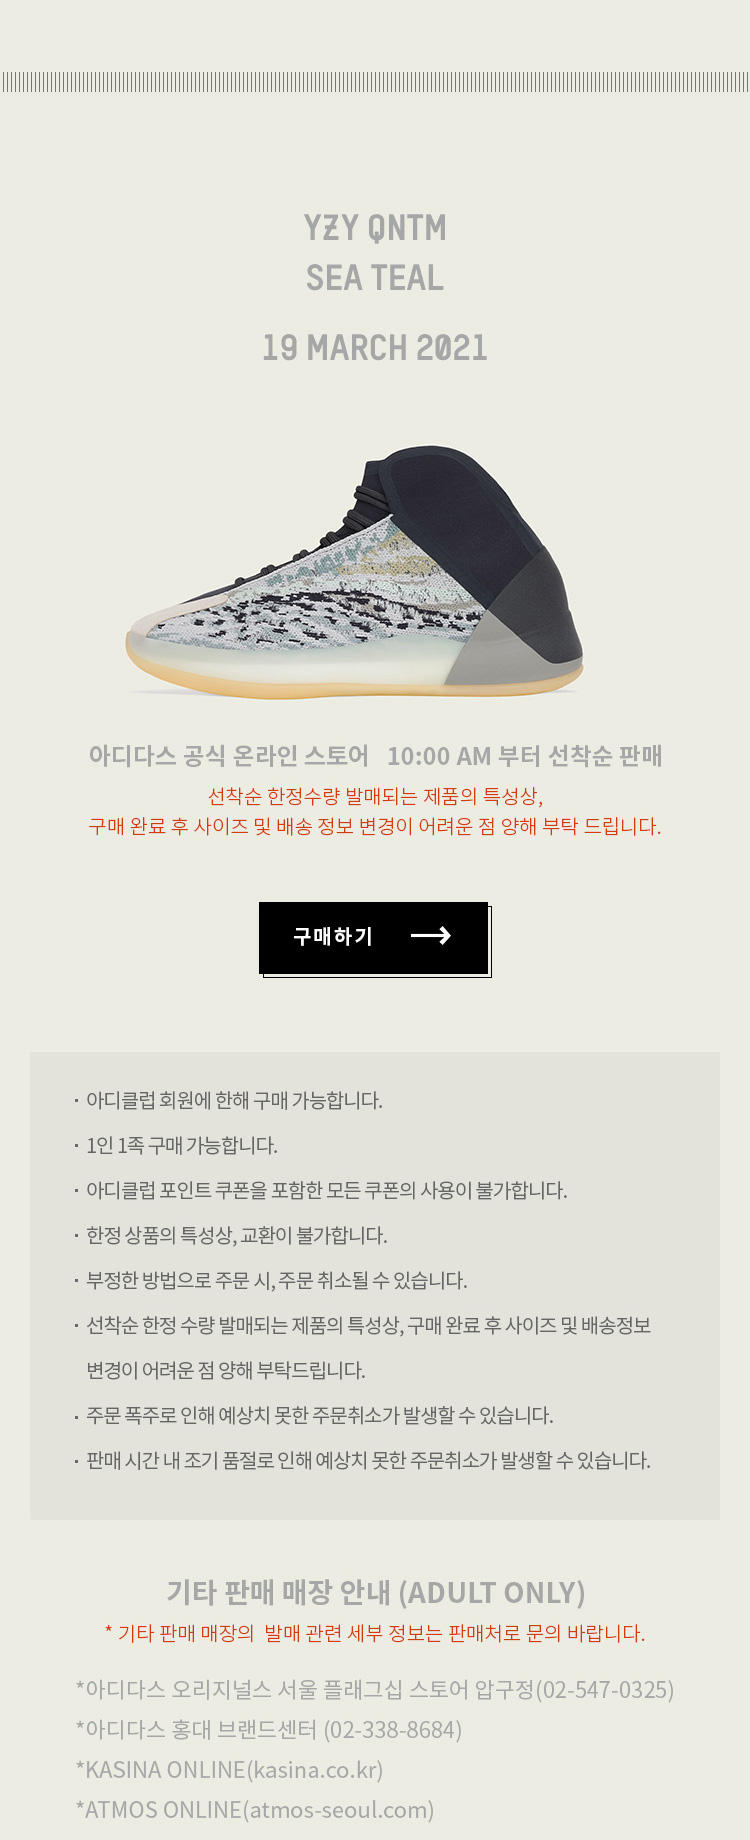 YZY QNTM
SEA TEAL
19 MARCH 2021
아디다스 공식 온라인 스토어 10:00 AM 부터 선착순 판매
선착순 한정수량 발매되는 제품의 특성상,
구매 완료 후 사이즈 및 배송 정보 변경이 어려운 점 양해 부탁 드립니다.
구매하기 →
· 아디클럽 회원에 한해 구매 가능합니다.
· 1인 1족 구매 가능합니다.
· 아디클럽 포인트 쿠폰을 포함한 모든 쿠폰의 사용이 불가합니다.
· 한정 상품의 특성상, 교환이 불가합니다.
· 부정한 방법으로 주문 시, 주문 취소될 수 있습니다.
· 선착순 한정 수량 발매되는 제품의 특성상, 구매 완료 후 사이즈 및 배송정보
변경이 어려운 점 양해 부탁드립니다.
· 주문 폭주로 인해 예상치 못한 주문취소가 발생할 수 있습니다.
· 판매 시간 내 조기 품절로 인해 예상치 못한 주문취소가 발생할 수 있습니다.
기타 판매 매장 안내 (ADULT ONLY)
* 기타 판매 매장의 발매 관련 세부 정보는 판매처로 문의 바랍니다.
*아디다스 오리지널스 서울 플래그십 스토어 압구정(02-547-0325)
*아디다스 홍대 브랜드센터 (02-338-8684)
*KASINA ONLINE(kasina.co.kr)
*ATMOS ONLINE(atmos-seoul.com)